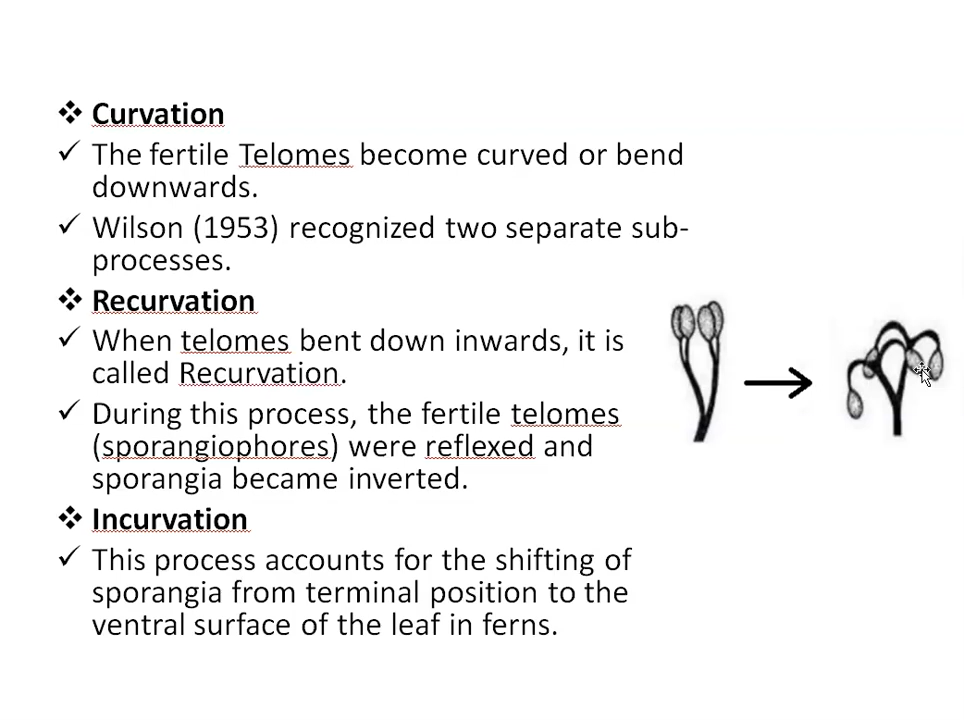 ❖ Curvation
✓ The fertile Telomes become curved or bend
downwards.
✓ Wilson (1953) recognized two separate sub-
processes.
❖ Recurvation
✓ When telomes bent down inwards, it is
called Recurvation.
✓ During this process, the fertile telomes
(sporangiophores) were reflexed and
sporangia became inverted.
❖ Incurvation
✓ This process accounts for the shifting of
sporangia from terminal position to the
ventral surface of the leaf in ferns.